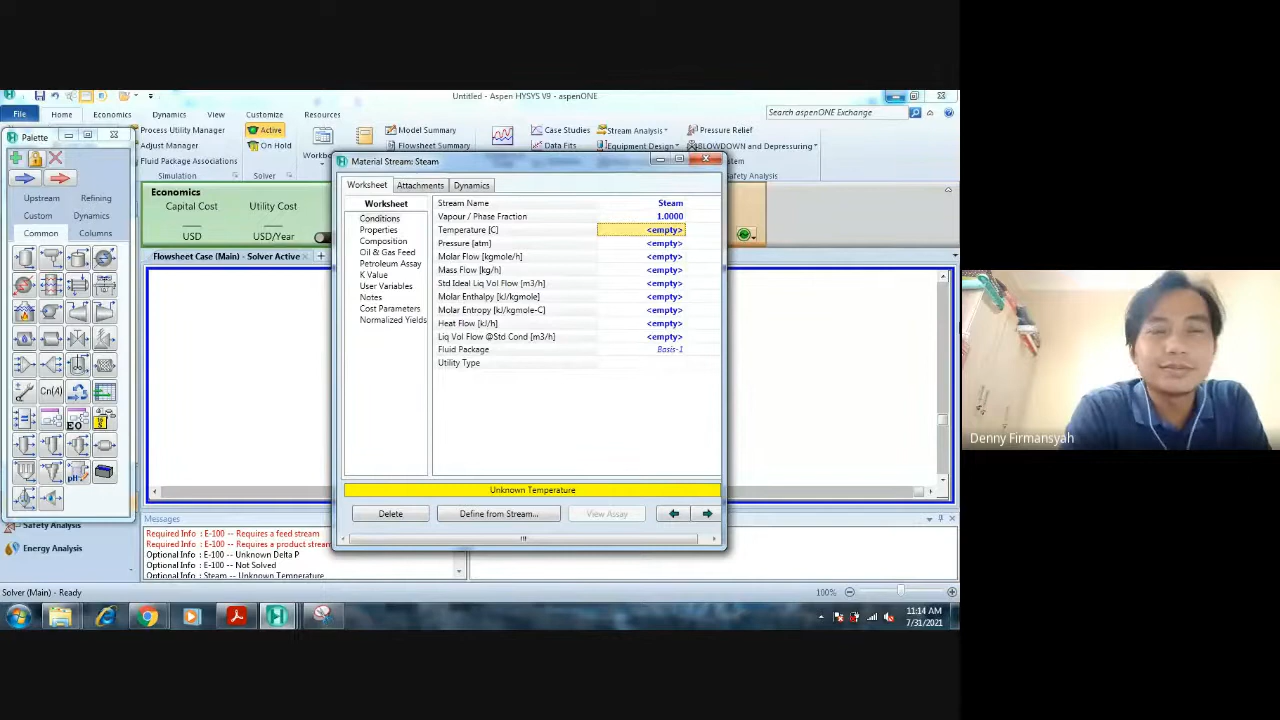 Untitled - Aspen HYSYS V9 - aspenONE
File Home Economics Dynamics View Customize Resources
Search aspenONE Exchange
Palette
Process Utility Manager
Adjust Manager
Fluid Package Associations
Simulation
Active
On Hold
Solver
Model Summary
Flowsheet Summary
Case Studies
Data Fits
Stream Analysis
Equipment Design
Pressure Relief
BLOWDOWN and Depressuring
Safety Analysis
Upstream Refining
Custom Dynamics
Common Columns
Economics
Capital Cost Utility Cost
USD USD/Year
Flowsheet Case (Main) - Solver Active
Material Stream: Steam
Worksheet Attachments Dynamics
Worksheet
Conditions
Properties
Composition
Oil & Gas Feed
Petroleum Assay
K Value
User Variables
Notes
Cost Parameters
Normalized Yields
Stream Name Steam
Vapour / Phase Fraction 1.0000
Temperature [C] <empty>
Pressure [atm] <empty>
Molar Flow [kgmole/h] <empty>
Mass Flow [kg/h] <empty>
Std Ideal Liq Vol Flow [m3/h] <empty>
Molar Enthalpy [kJ/kgmole] <empty>
Molar Entropy [kJ/kgmole-C] <empty>
Heat Flow [kJ/h] <empty>
Liq Vol Flow @Std Cond [m3/h] <empty>
Fluid Package Basis-1
Utility Type
Unknown Temperature
Delete Define from Stream... View Assay
Cn(A)
EO
pH
Safety Analysis
Energy Analysis
Messages
Required Info : E-100 -- Requires a feed stream
Required Info : E-100 -- Requires a product stream
Optional Info : E-100 -- Unknown Delta P
Optional Info : E-100 -- Not Solved
Optional Info : Steam -- Unknown Temperature
Solver (Main) - Ready
100%
11:14 AM
7/31/2021
Denny Firmansyah